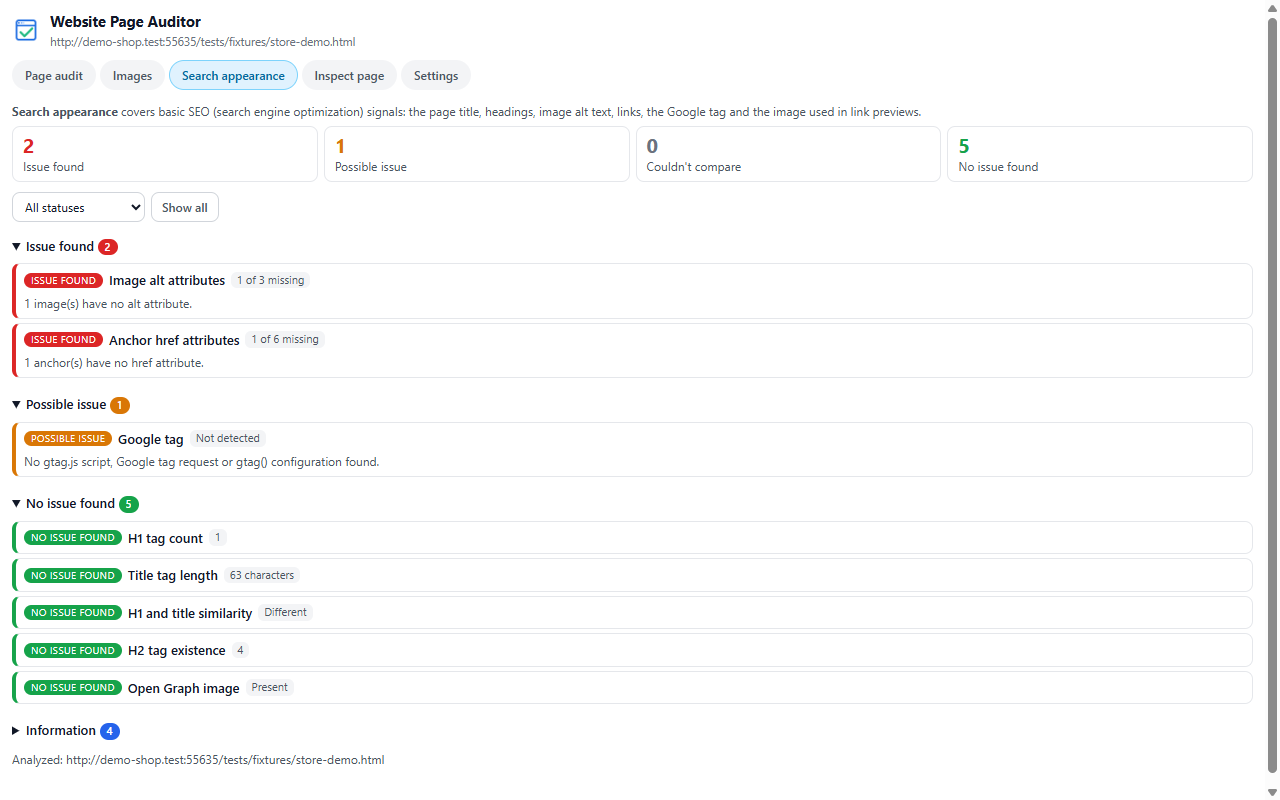 Website Page Auditor
http://demo-shop.test:55635/tests/fixtures/store-demo.html
Page audit Images Search appearance Inspect page Settings
Search appearance covers basic SEO (search engine optimization) signals: the page title, headings, image alt text, links, the Google tag and the image used in link previews.
2 1 0 5
Issue found Possible issue Couldn't compare No issue found
All statuses Show all
Issue found 2
ISSUE FOUND Image alt attributes 1 of 3 missing
1 image(s) have no alt attribute.
ISSUE FOUND Anchor href attributes 1 of 6 missing
1 anchor(s) have no href attribute.
Possible issue 1
POSSIBLE ISSUE Google tag Not detected
No gtag.js script, Google tag request or gtag() configuration found.
No issue found 5
NO ISSUE FOUND H1 tag count 1
NO ISSUE FOUND Title tag length 63 characters
NO ISSUE FOUND H1 and title similarity Different
NO ISSUE FOUND H2 tag existence 4
NO ISSUE FOUND Open Graph image Present
Information 4
Analyzed: http://demo-shop.test:55635/tests/fixtures/store-demo.html